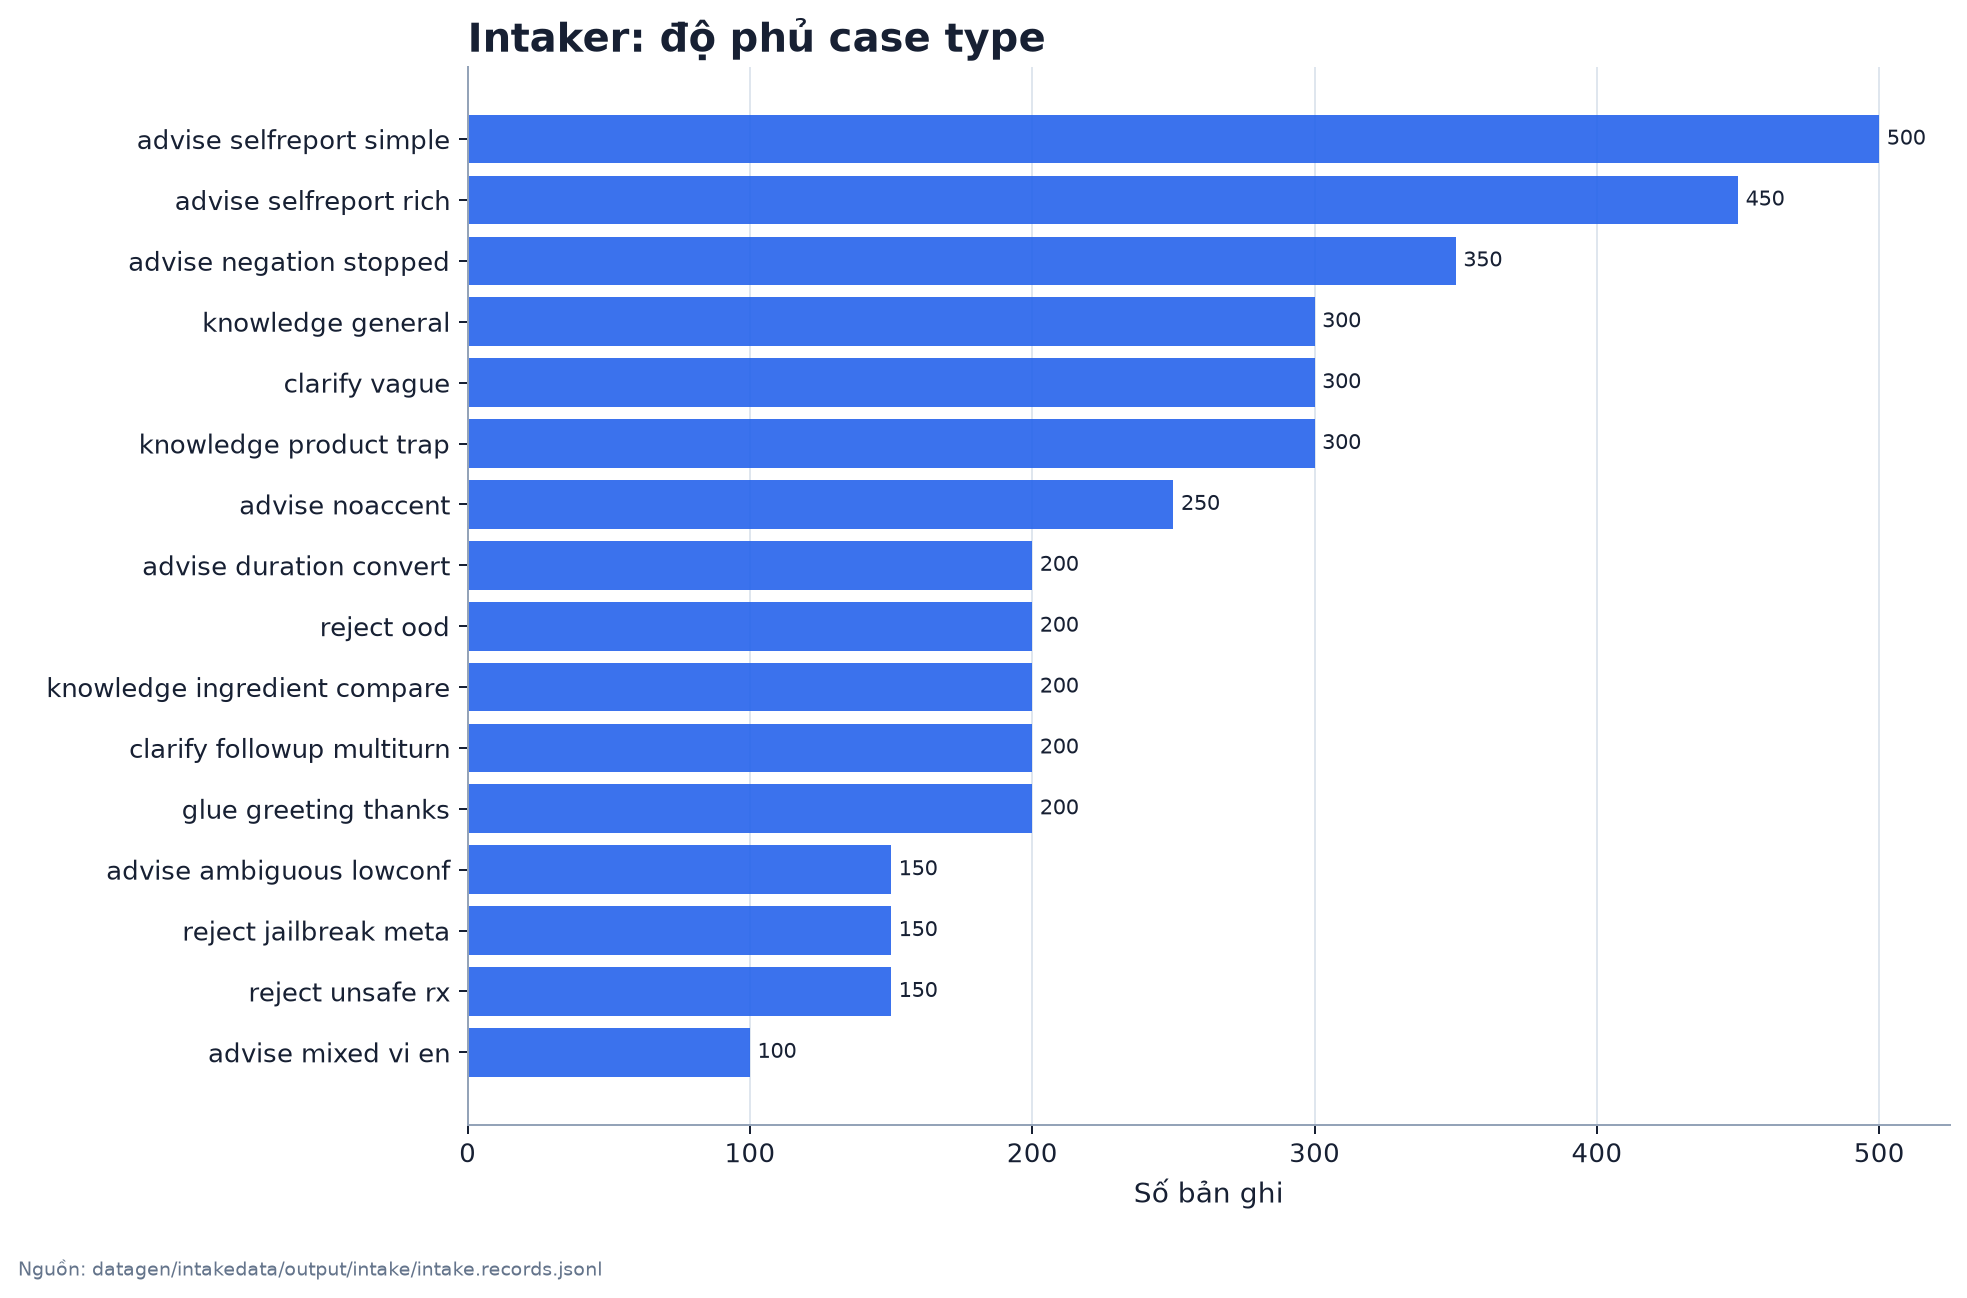 Intaker: độ phủ case type
advise selfreport simple 500
advise selfreport rich 450
advise negation stopped 350
knowledge general 300
clarify vague 300
knowledge product trap 300
advise noaccent 250
advise duration convert 200
reject ood 200
knowledge ingredient compare 200
clarify followup multiturn 200
glue greeting thanks 200
advise ambiguous lowconf 150
reject jailbreak meta 150
reject unsafe rx 150
advise mixed vi en 100
0 100 200 300 400 500
Số bản ghi
Nguồn: datagen/intakedata/output/intake/intake.records.jsonl